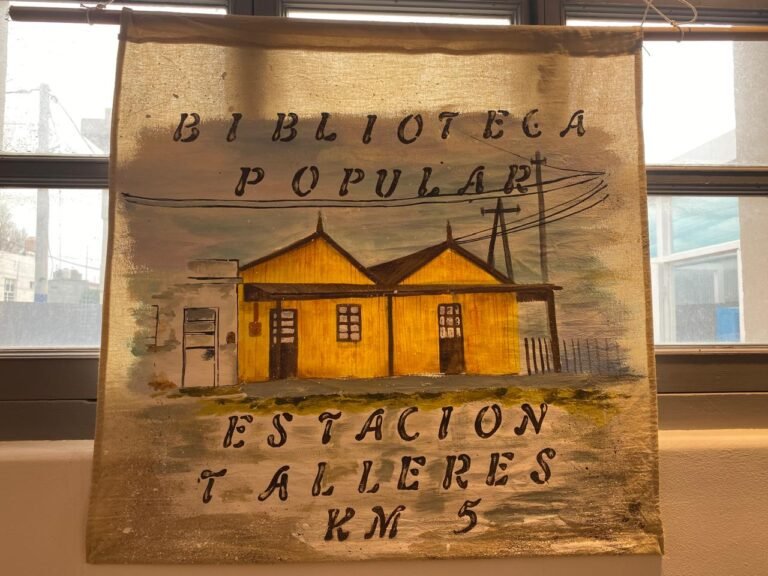 BIBLIOTECA
POPULAR
ESTACION
TALLERES
KM 5